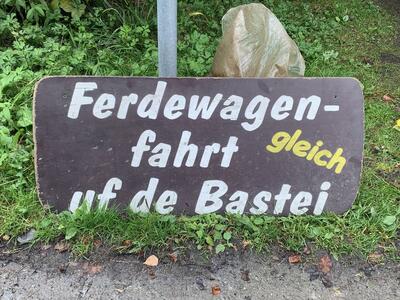 Ferdewagen-
fahrt gleich
uf de Bastei